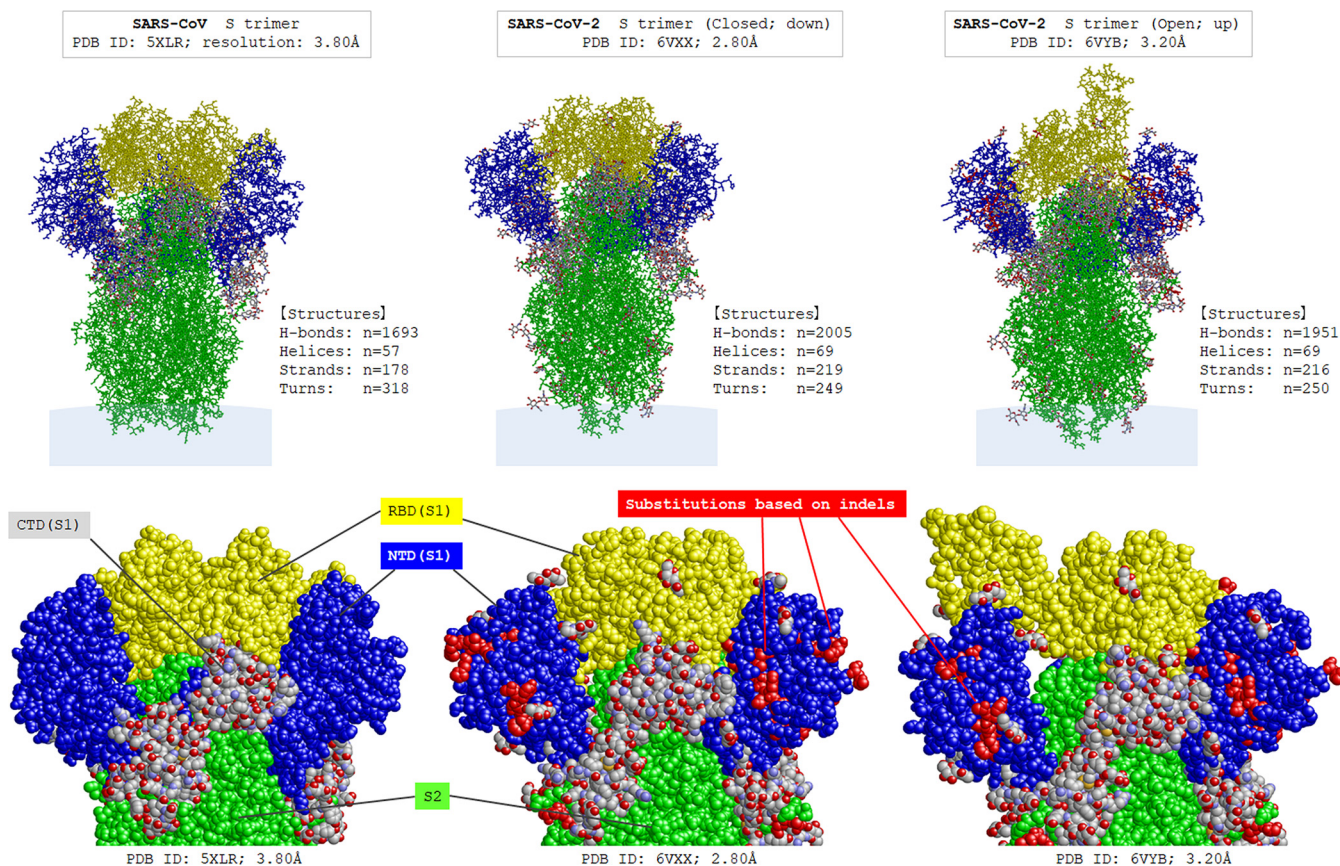 SARS-CoV S trimer
PDB ID: 5XLR; resolution: 3.80Å
SARS-CoV-2 S trimer (Closed; down)
PDB ID: 6VXX; 2.80Å
SARS-CoV-2 S trimer (Open; up)
PDB ID: 6VYB; 3.20Å
【Structures】
H-bonds: n=1693
Helices: n=57
Strands: n=178
Turns: n=318
【Structures】
H-bonds: n=2005
Helices: n=69
Strands: n=219
Turns: n=249
【Structures】
H-bonds: n=1951
Helices: n=69
Strands: n=216
Turns: n=250
CTD(S1)
RBD(S1)
NTD(S1)
Substitutions based on indels
S2
PDB ID: 5XLR; 3.80Å
PDB ID: 6VXX; 2.80Å
PDB ID: 6VYB; 3.20Å